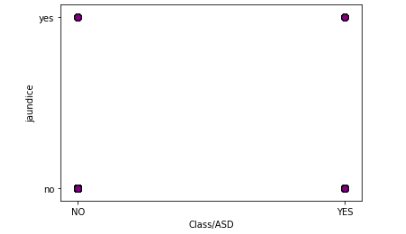 yes
jaundice
no
NO
YES
Class/ASD